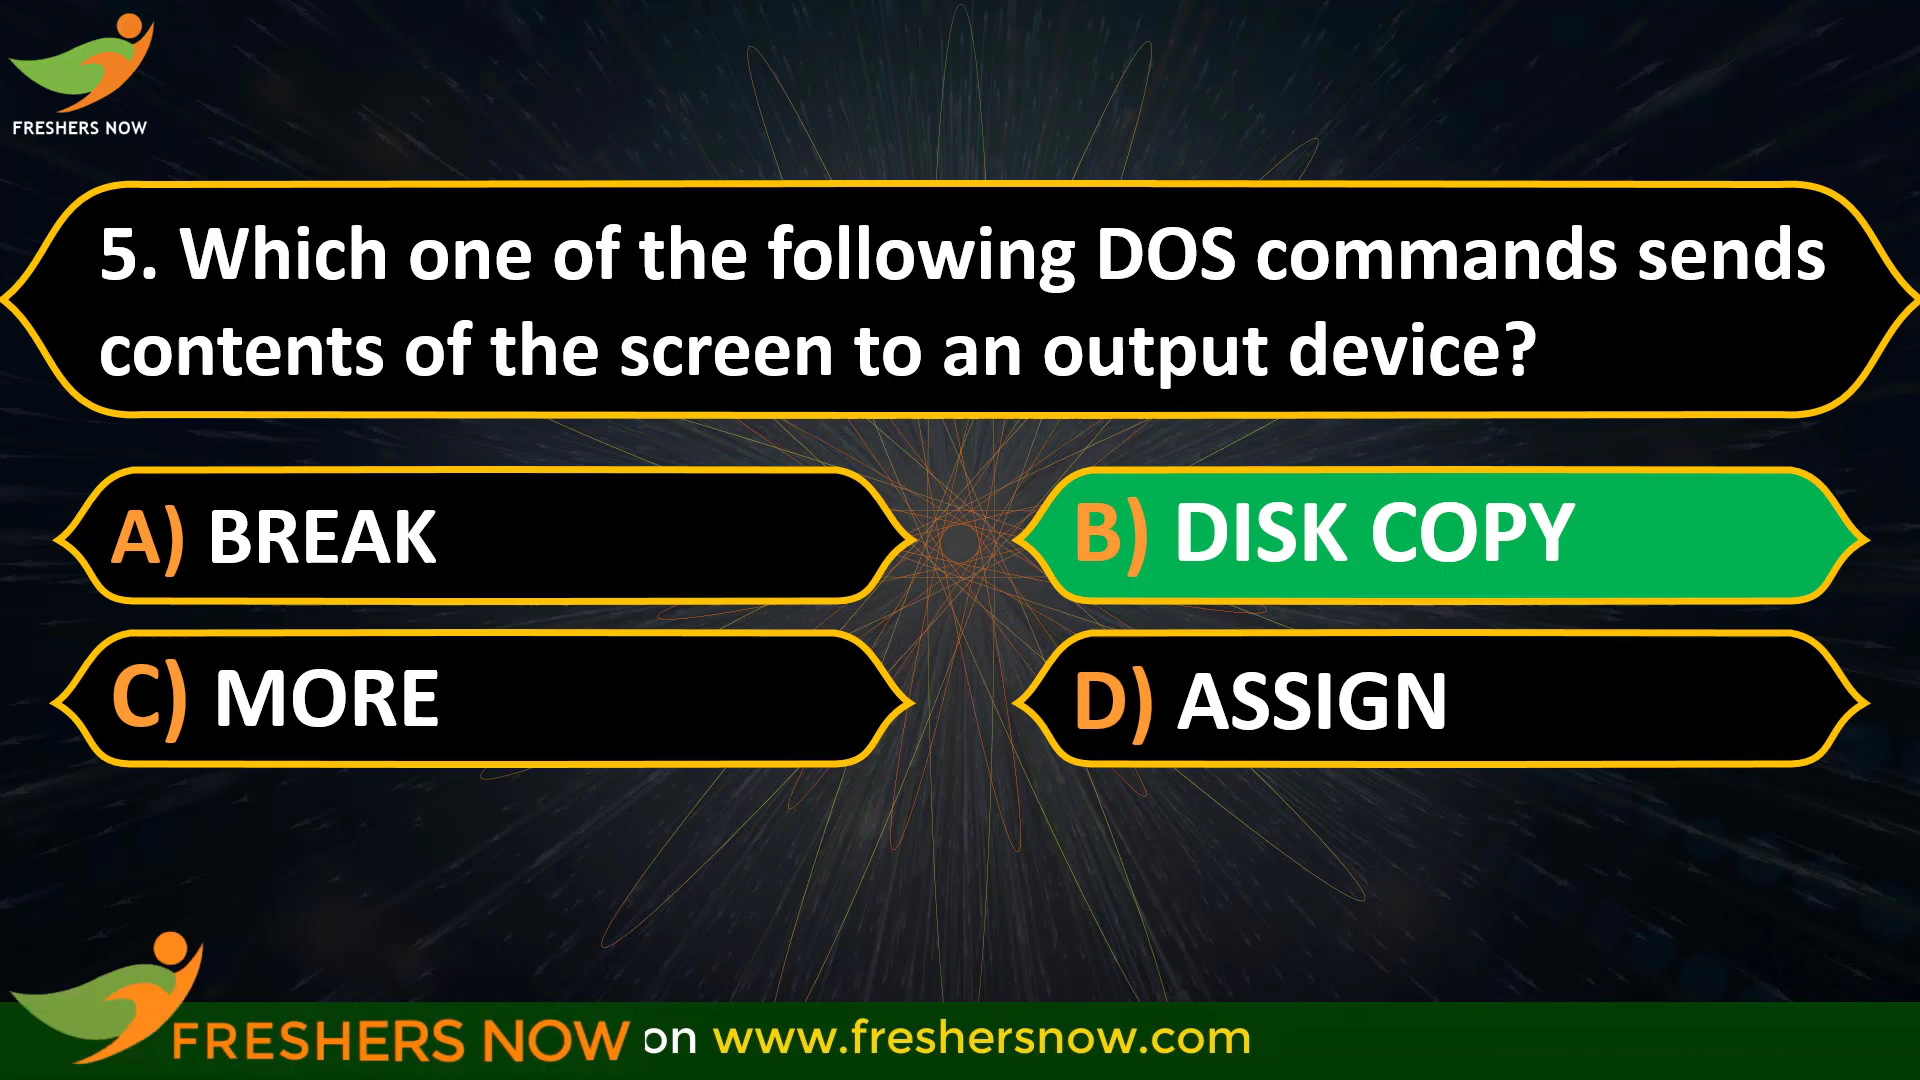 FRESHERS NOW
5. Which one of the following DOS commands sends
contents of the screen to an output device?
A) BREAK
B) DISK COPY
C) MORE
D) ASSIGN
FRESHERS NOW on www.freshersnow.com